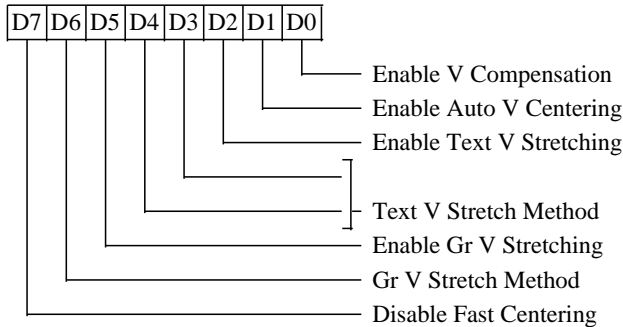 D7 D6 D5 D4 D3 D2 D1 D0
Enable V Compensation
Enable Auto V Centering
Enable Text V Stretching
Text V Stretch Method
Enable Gr V Stretching
Gr V Stretch Method
Disable Fast Centering